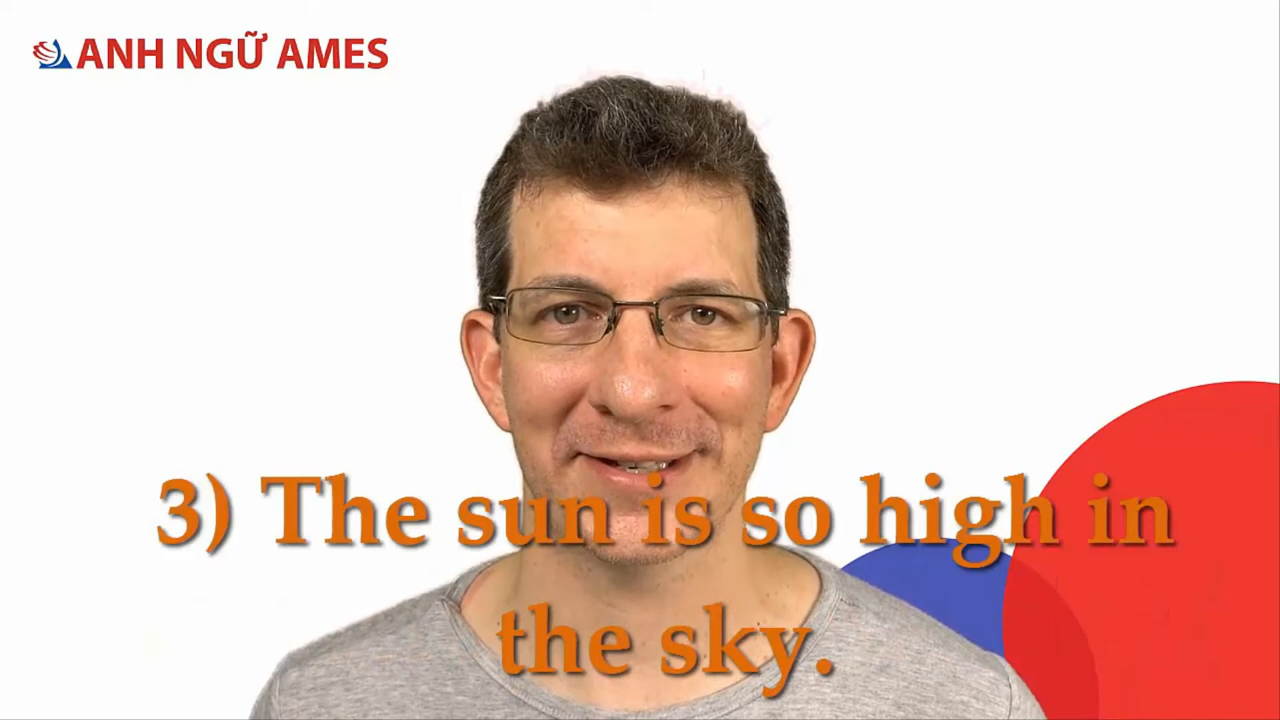 ANH NGỮ AMES
3) The sun is so high in
the sky.